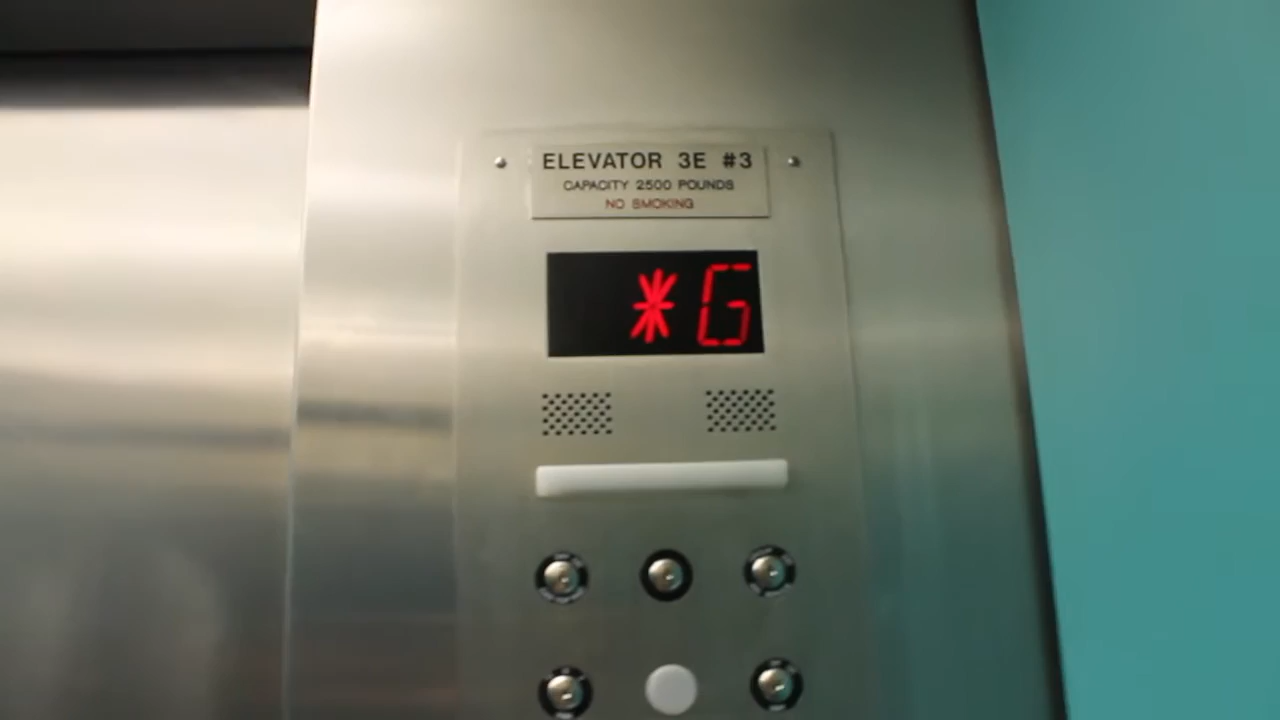 ELEVATOR 3E #3
CAPACITY 2500 POUNDS
NO SMOKING
*G